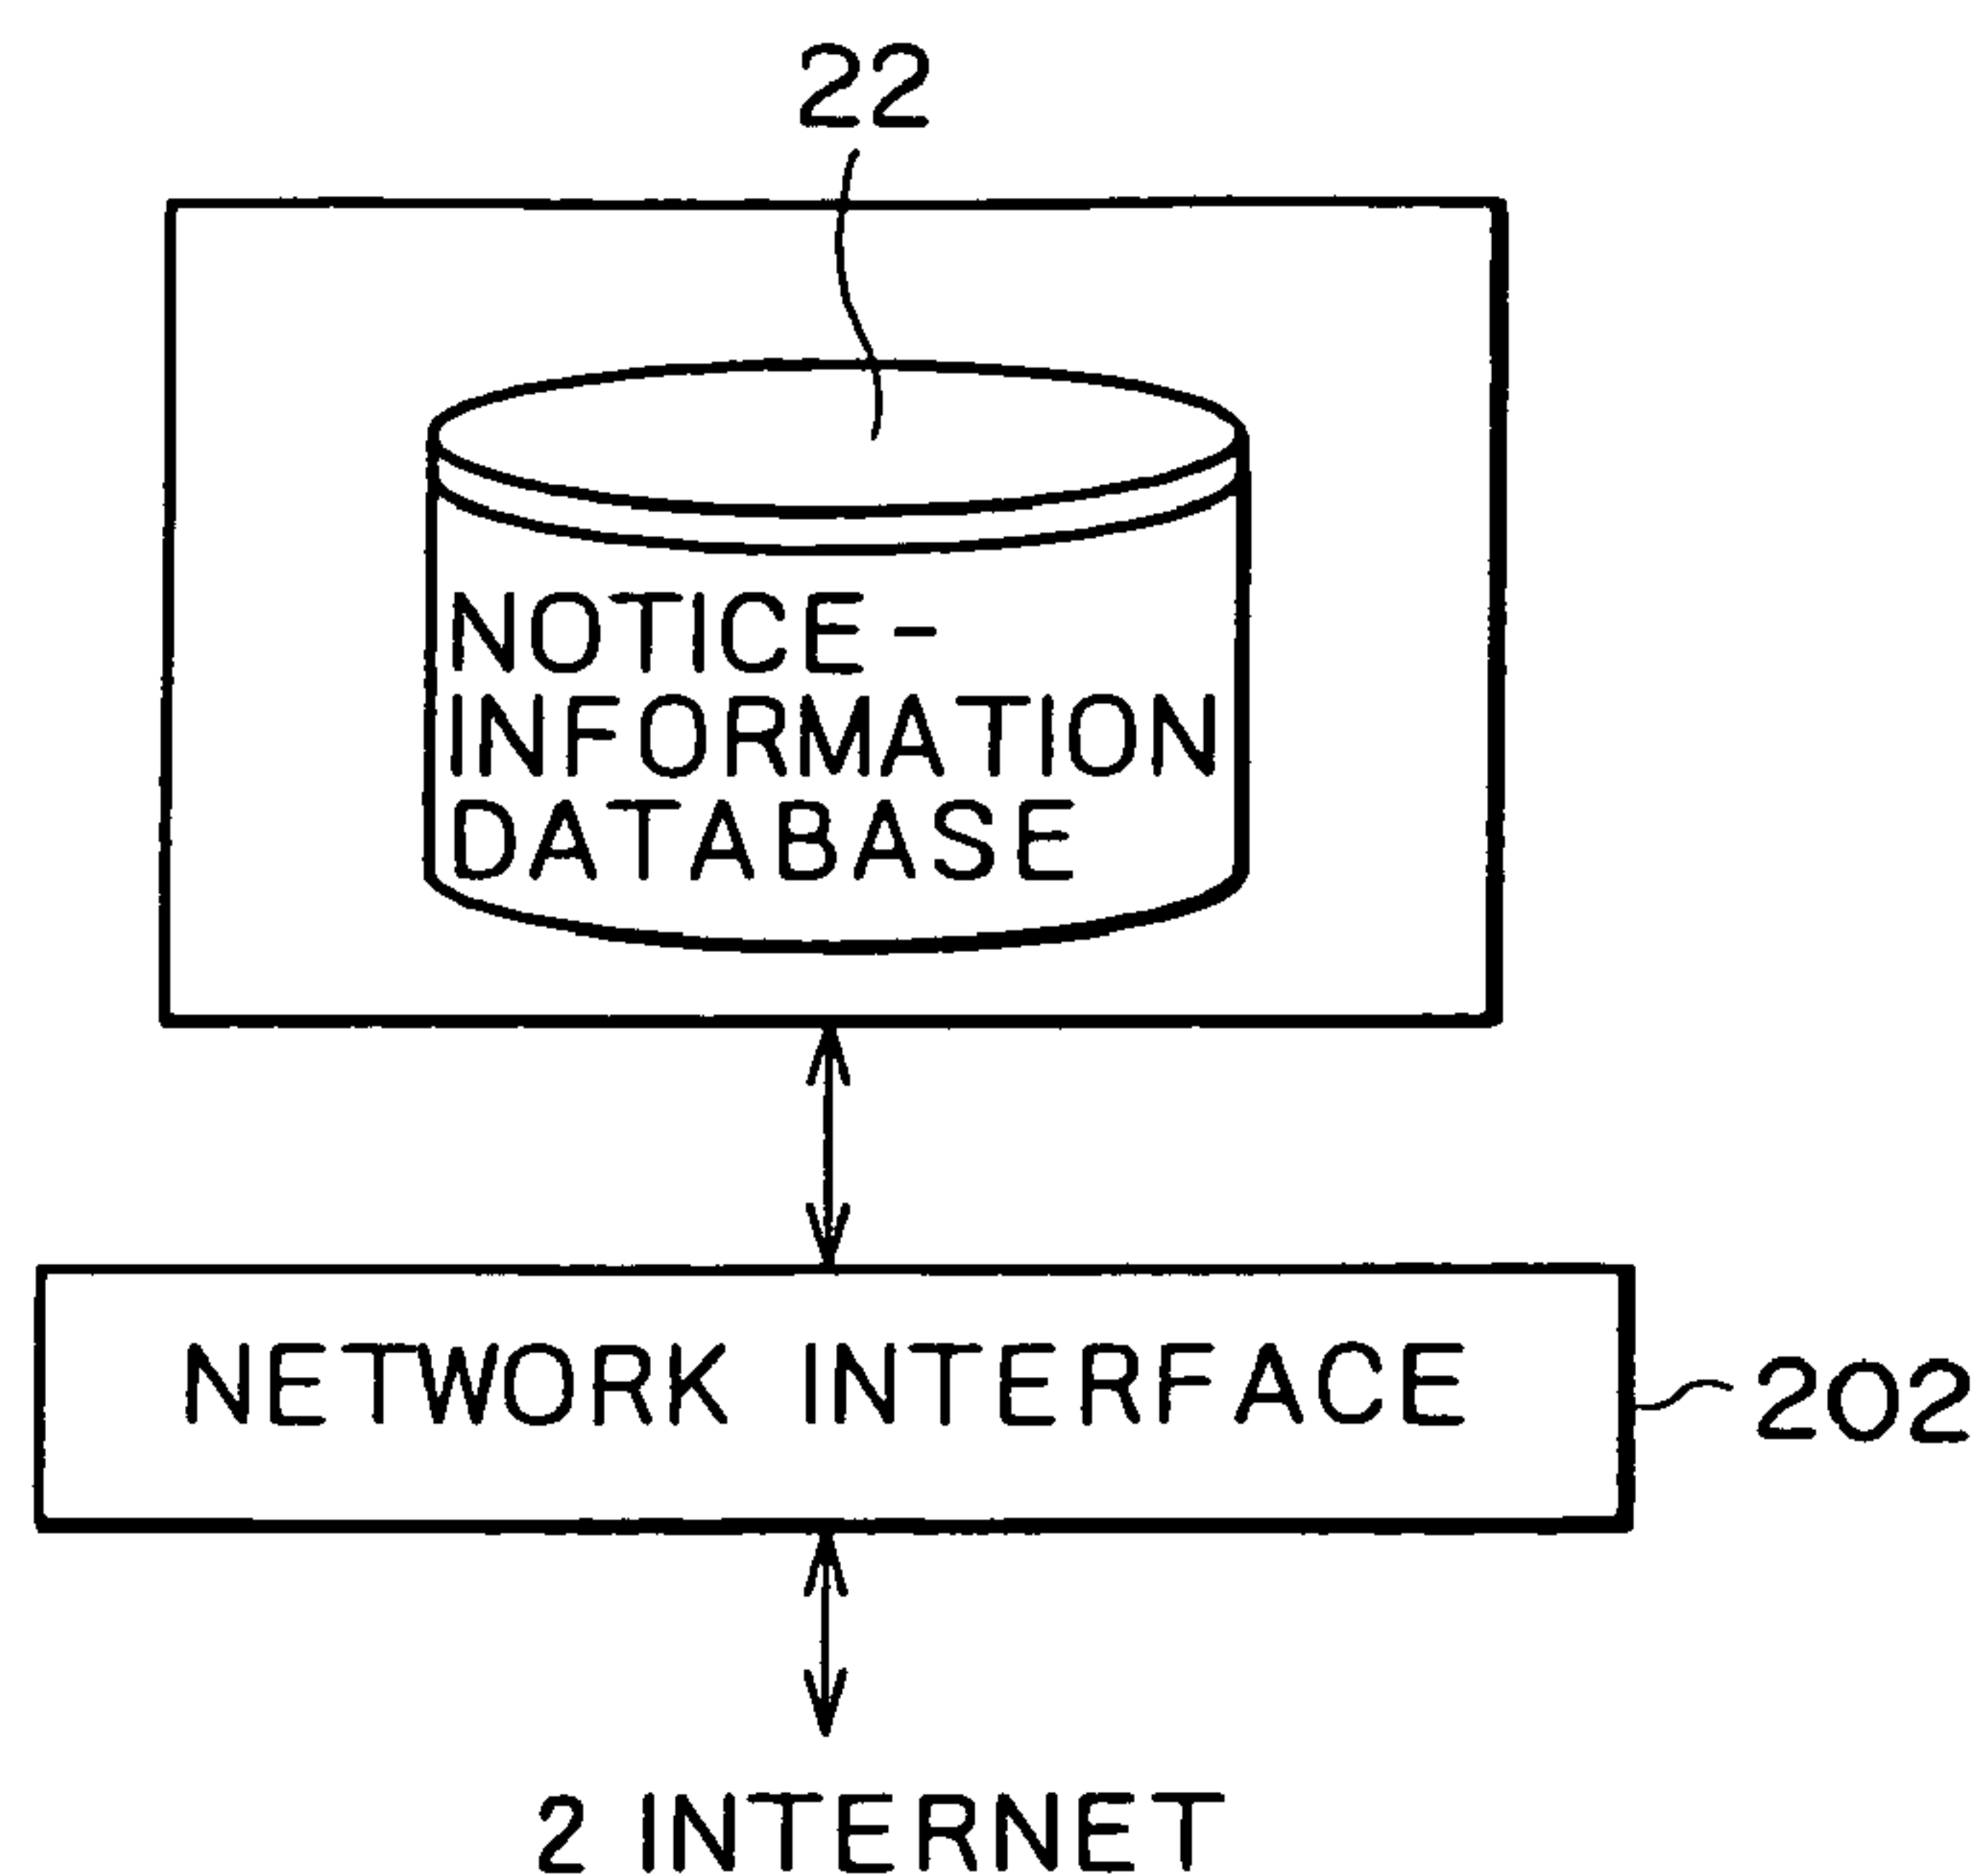 22
NOTICE-
INFORMATION
DATABASE
NETWORK INTERFACE
202
2 INTERNET